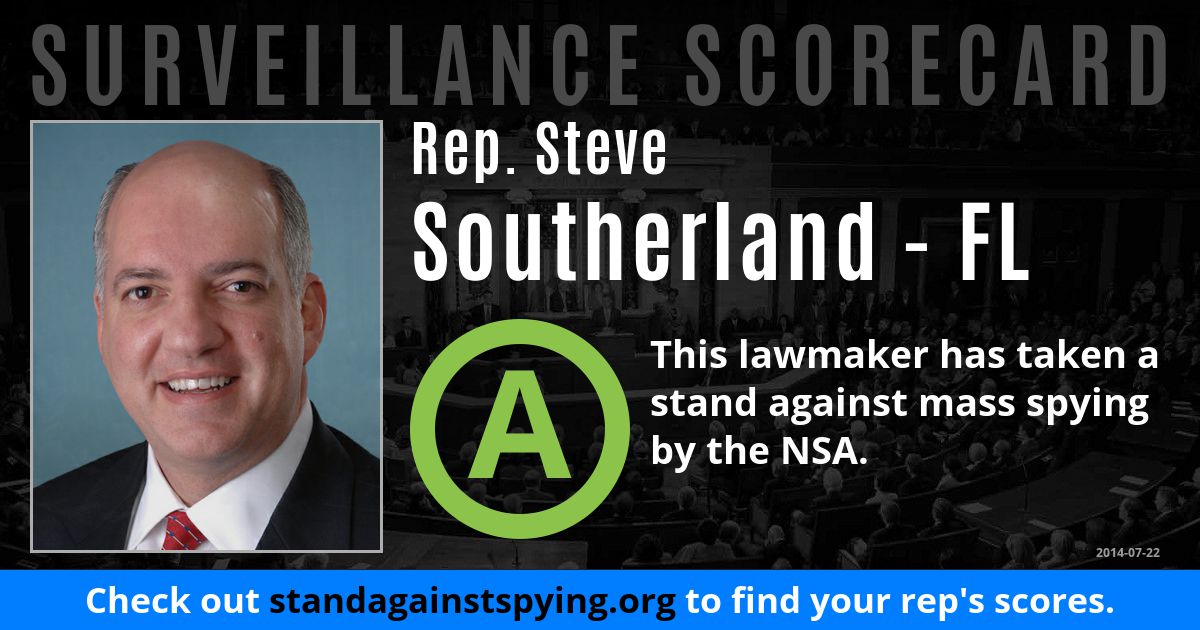 SURVEILLANCE SCORECARD
Rep. Steve
Southerland - FL
A
This lawmaker has taken a
stand against mass spying
by the NSA.
2014-07-22
Check out standagainstspying.org to find your rep's scores.